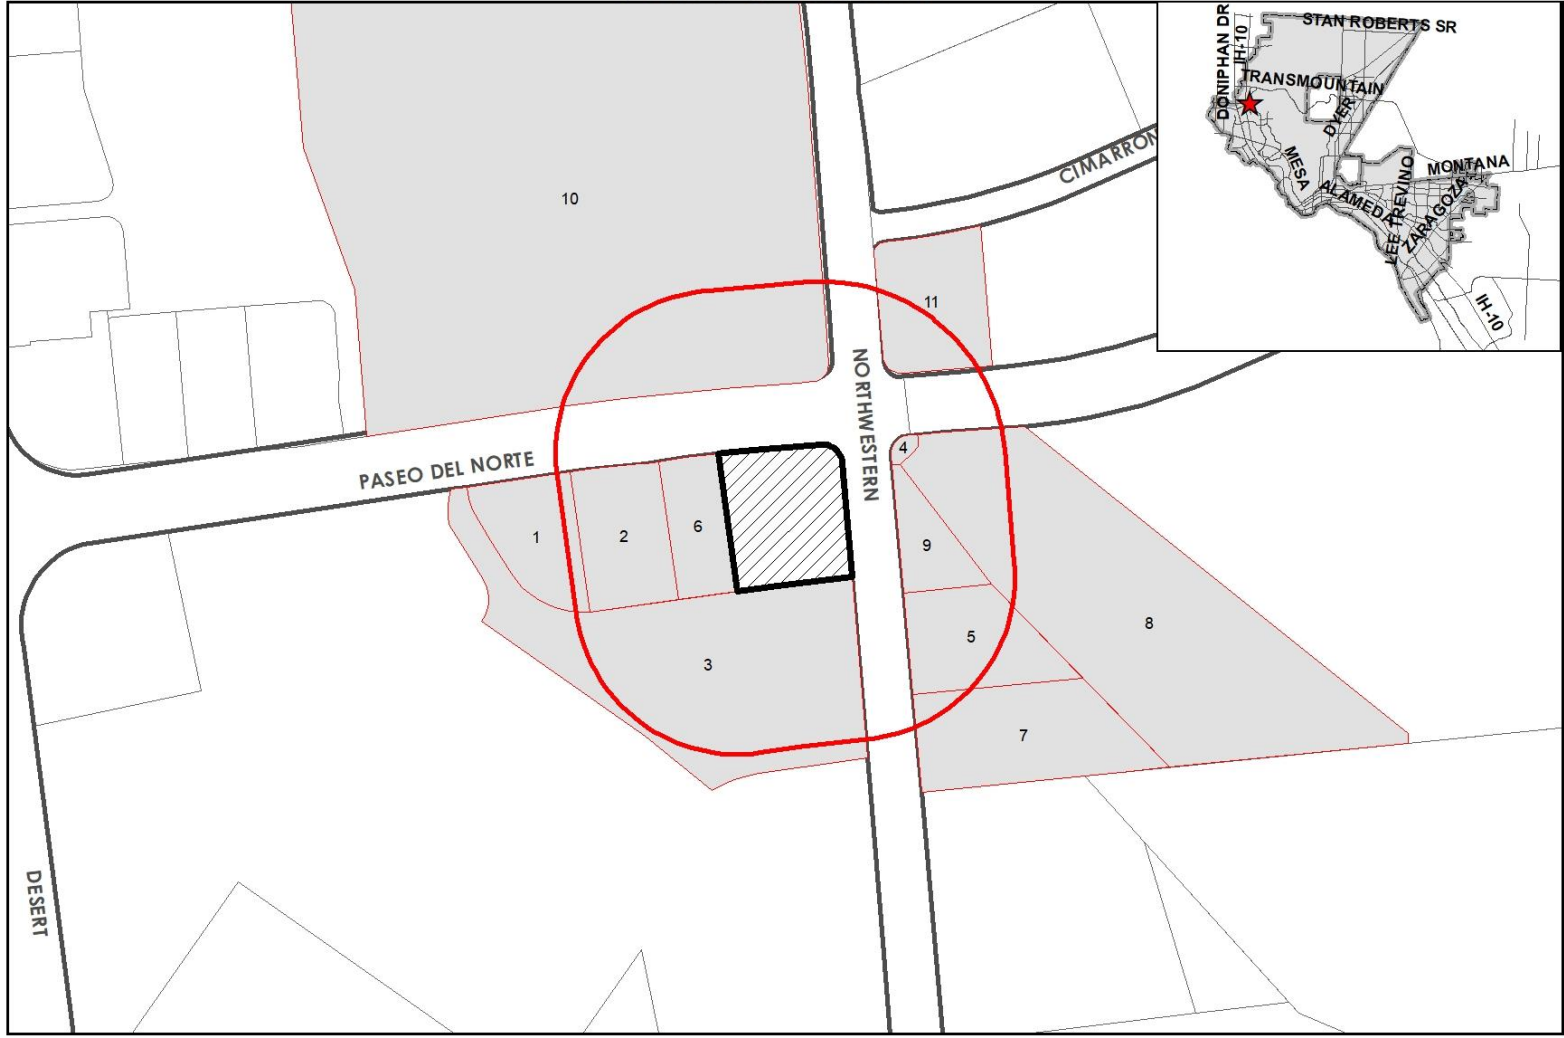 STAN ROBERTS SR
DONIPHAN DR
IH-10
TRANSMOUNTAIN
DYER
MESA
MONTANA
ALAMEDA
LEE TREVINO
ZARAGOZA
IH-10
CIMARRON
10
11
NORTHWESTERN
PASEO DEL NORTE
4
1
2
6
9
5
8
3
7
DESERT